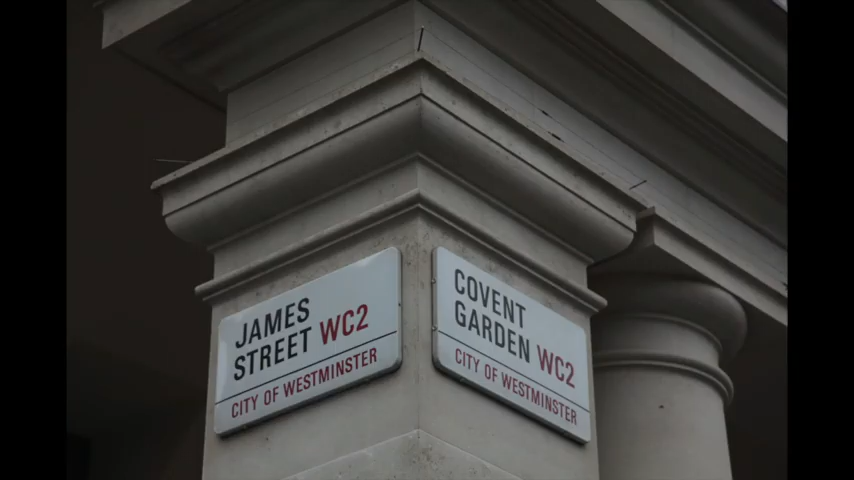 JAMES
STREET WC2
CITY OF WESTMINSTER
COVENT
GARDEN WC2
CITY OF WESTMINSTER